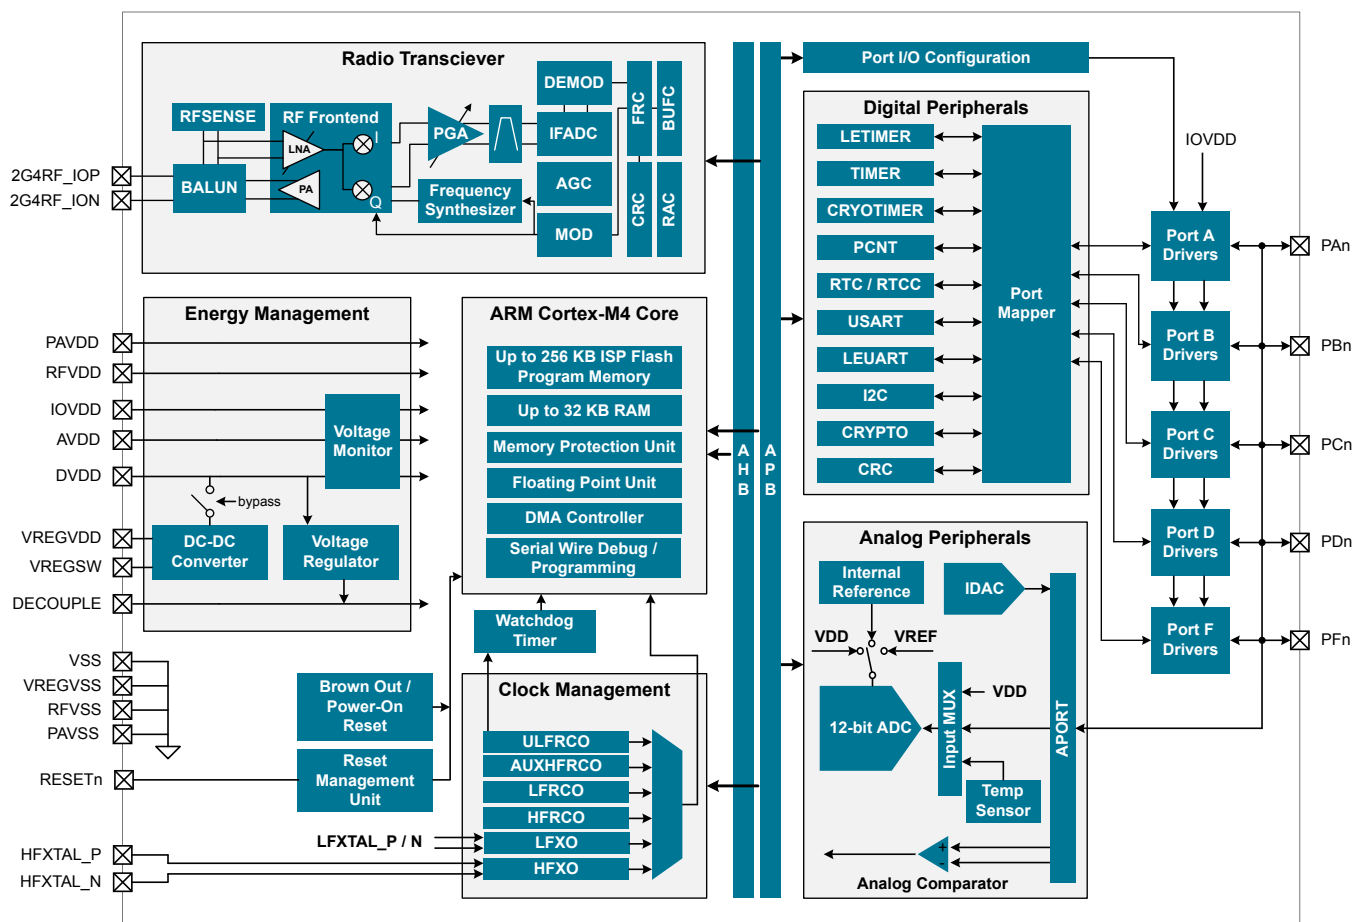 Radio Transciever
RFSENSE
RF Frontend
LNA
I
PA
Q
BALUN
PGA
DEMOD
IFADC
AGC
MOD
Frequency
Synthesizer
FRC
BUFC
CRC
RAC
2G4RF_IOP
2G4RF_ION
Energy Management
PAVDD
RFVDD
IOVDD
AVDD
DVDD
Voltage
Monitor
bypass
VREGVDD
VREGSW
DC-DC
Converter
Voltage
Regulator
DECOUPLE
VSS
VREGVSS
RFVSS
PAVSS
RESETn
HFXTAL_P
HFXTAL_N
ARM Cortex-M4 Core
Up to 256 KB ISP Flash
Program Memory
Up to 32 KB RAM
Memory Protection Unit
Floating Point Unit
DMA Controller
Serial Wire Debug /
Programming
Watchdog
Timer
Brown Out /
Power-On
Reset
Reset
Management
Unit
Clock Management
ULFRCO
AUXHFRCO
LFRCO
HFRCO
LFXO
HFXO
LFXTAL_P / N
A
H
B
A
P
B
Port I/O Configuration
Digital Peripherals
LETIMER
TIMER
CRYOTIMER
PCNT
RTC / RTCC
USART
LEUART
I2C
CRYPTO
CRC
Port
Mapper
IOVDD
Port A
Drivers
Port B
Drivers
Port C
Drivers
Port D
Drivers
Port F
Drivers
PAn
PBn
PCn
PDn
PFn
Analog Peripherals
Internal
Reference
IDAC
VDD
VREF
12-bit ADC
Input MUX
VDD
APORT
Temp
Sensor
+
-
Analog Comparator